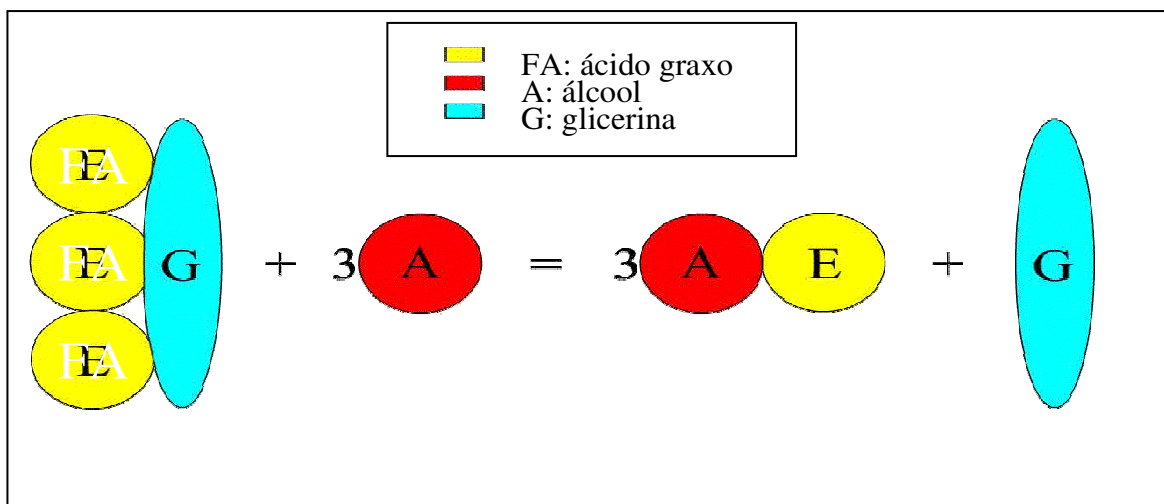 FA: ácido graxo
A: álcool
G: glicerina
FA
E
FA
E
FA
E
G + 3 A = 3 A E + G